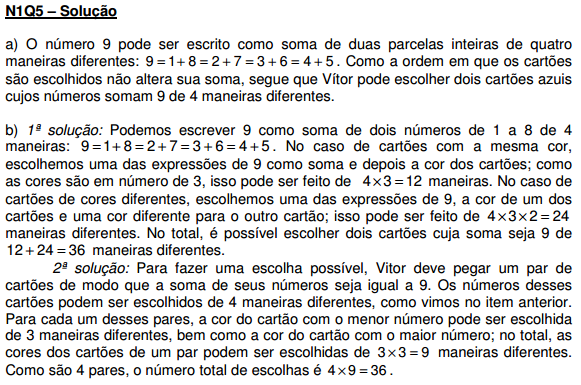 N1Q5 – Solução
a) O número 9 pode ser escrito como soma de duas parcelas inteiras de quatro
maneiras diferentes: 9 = 1 + 8 = 2 + 7 = 3 + 6 = 4 + 5 . Como a ordem em que os cartões
são escolhidos não altera sua soma, segue que Vítor pode escolher dois cartões azuis
cujos números somam 9 de 4 maneiras diferentes.
b) 1ª solução: Podemos escrever 9 como soma de dois números de 1 a 8 de 4
maneiras: 9 = 1 + 8 = 2 + 7 = 3 + 6 = 4 + 5 . No caso de cartões com a mesma cor,
escolhemos uma das expressões de 9 como soma e depois a cor dos cartões; como
as cores são em número de 3, isso pode ser feito de 4 × 3 = 12 maneiras. No caso de
cartões de cores diferentes, escolhemos uma das expressões de 9, a cor de um dos
cartões e uma cor diferente para o outro cartão; isso pode ser feito de 4 × 3 × 2 = 24
maneiras diferentes. No total, é possível escolher dois cartões cuja soma seja 9 de
12 + 24 = 36 maneiras diferentes.
2ª solução: Para fazer uma escolha possível, Vitor deve pegar um par de
cartões de modo que a soma de seus números seja igual a 9. Os números desses
cartões podem ser escolhidos de 4 maneiras diferentes, como vimos no item anterior.
Para cada um desses pares, a cor do cartão com o menor número pode ser escolhida
de 3 maneiras diferentes, bem como a cor do cartão com o maior número; no total, as
cores dos cartões de um par podem ser escolhidas de 3 × 3 = 9 maneiras diferentes.
Como são 4 pares, o número total de escolhas é 4 × 9 = 36 .